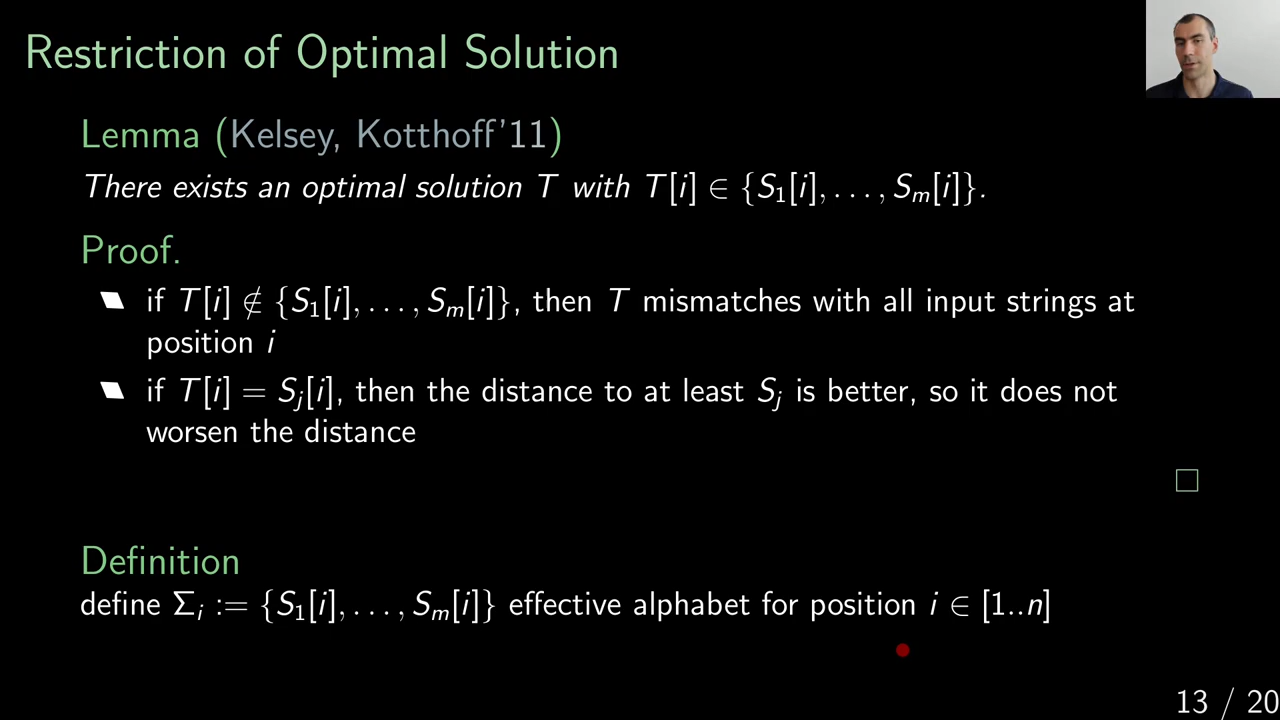 Restriction of Optimal Solution
Lemma (Kelsey, Kotthoff'11)
There exists an optimal solution T with T[i] ∈ {S₁[i], . . . , Sₘ[i]}.
Proof.
if T[i] ∉ {S₁[i], . . . , Sₘ[i]}, then T mismatches with all input strings at
position i
if T[i] = Sⱼ[i], then the distance to at least Sⱼ is better, so it does not
worsen the distance
□
Definition
define Σᵢ := {S₁[i], . . . , Sₘ[i]} effective alphabet for position i ∈ [1..n]
13 / 20